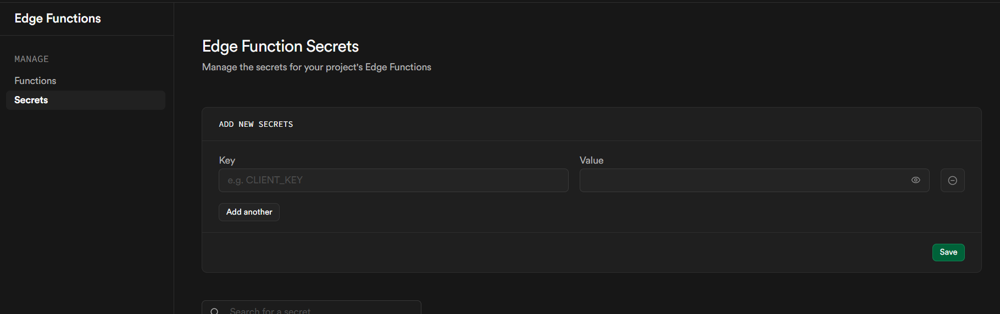 Edge Functions
MANAGE
Functions
Secrets
Edge Function Secrets
Manage the secrets for your project's Edge Functions
ADD NEW SECRETS
Key
Value
e.g. CLIENT_KEY
Add another
Save
Search for a secret